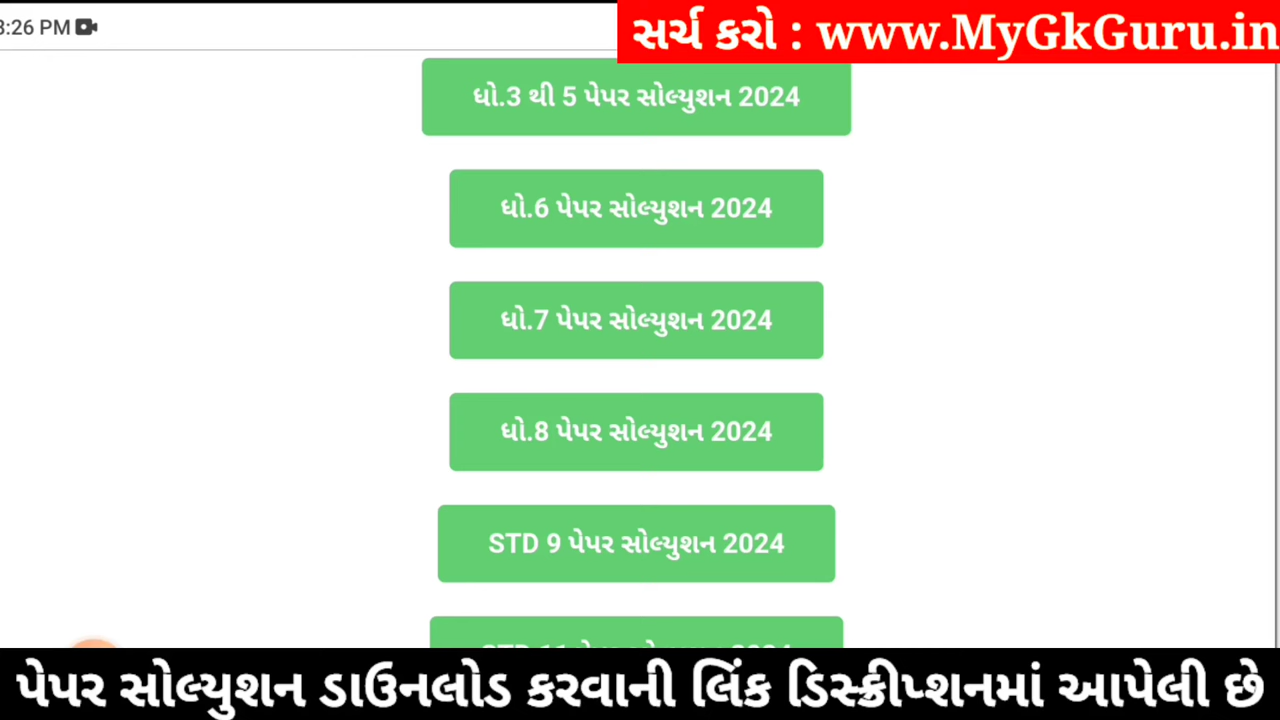 3:26 PM
સર્ચ કરો : www.MyGkGuru.in
ધો.3 થી 5 પેપર સોલ્યુશન 2024
ધો.6 પેપર સોલ્યુશન 2024
ધો.7 પેપર સોલ્યુશન 2024
ધો.8 પેપર સોલ્યુશન 2024
STD 9 પેપર સોલ્યુશન 2024
પેપર સોલ્યુશન ડાઉનલોડ કરવાની લિંક ડિસ્ક્રીપ્શનમાં આપેલી છે